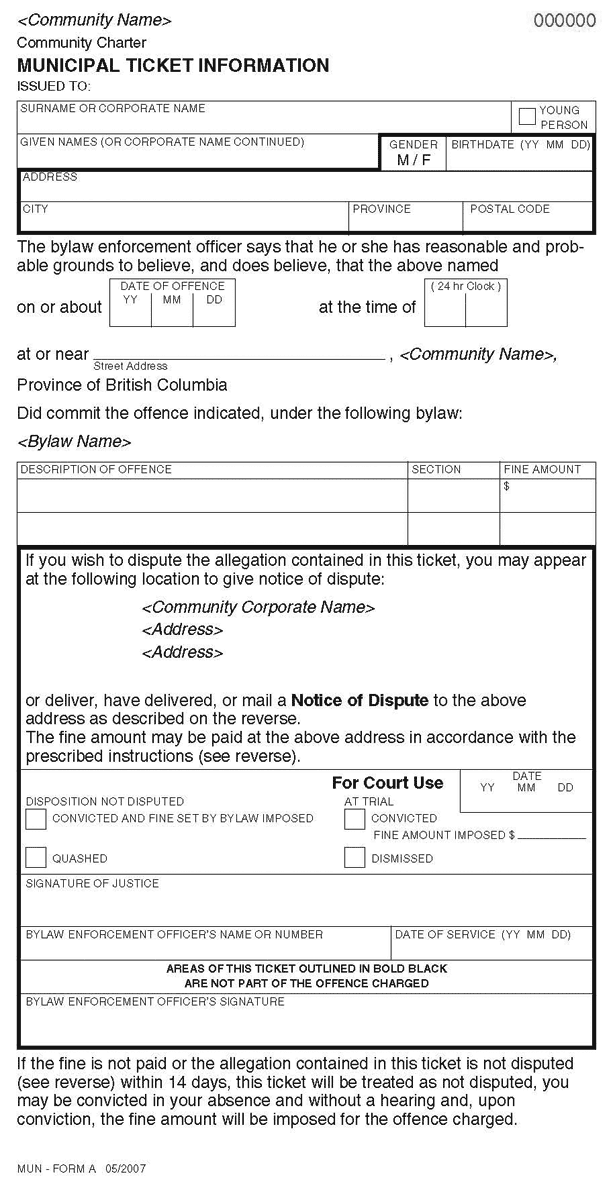 <Community Name> 000000
Community Charter
MUNICIPAL TICKET INFORMATION
ISSUED TO:
SURNAME OR CORPORATE NAME
YOUNG
PERSON
GIVEN NAMES (OR CORPORATE NAME CONTINUED)
GENDER
M / F
BIRTHDATE (YY MM DD)
ADDRESS
CITY PROVINCE POSTAL CODE
The bylaw enforcement officer says that he or she has reasonable and prob-
able grounds to believe, and does believe, that the above named
on or about
DATE OF OFFENCE
YY MM DD
at the time of
( 24 hr Clock )
at or near ____________ , <Community Name>,
Street Address
Province of British Columbia
Did commit the offence indicated, under the following bylaw:
<Bylaw Name>
DESCRIPTION OF OFFENCE SECTION FINE AMOUNT
$
If you wish to dispute the allegation contained in this ticket, you may appear
at the following location to give notice of dispute:
<Community Corporate Name>
<Address>
<Address>
or deliver, have delivered, or mail a Notice of Dispute to the above
address as described on the reverse.
The fine amount may be paid at the above address in accordance with the
prescribed instructions (see reverse).
For Court Use
DATE
YY MM DD
DISPOSITION NOT DISPUTED AT TRIAL
CONVICTED AND FINE SET BY BYLAW IMPOSED CONVICTED
FINE AMOUNT IMPOSED $ ________
QUASHED DISMISSED
SIGNATURE OF JUSTICE
BYLAW ENFORCEMENT OFFICER'S NAME OR NUMBER DATE OF SERVICE (YY MM DD)
AREAS OF THIS TICKET OUTLINED IN BOLD BLACK
ARE NOT PART OF THE OFFENCE CHARGED
BYLAW ENFORCEMENT OFFICER'S SIGNATURE
If the fine is not paid or the allegation contained in this ticket is not disputed
(see reverse) within 14 days, this ticket will be treated as not disputed, you
may be convicted in your absence and without a hearing and, upon
conviction, the fine amount will be imposed for the offence charged.
MUN - FORM A 05/2007